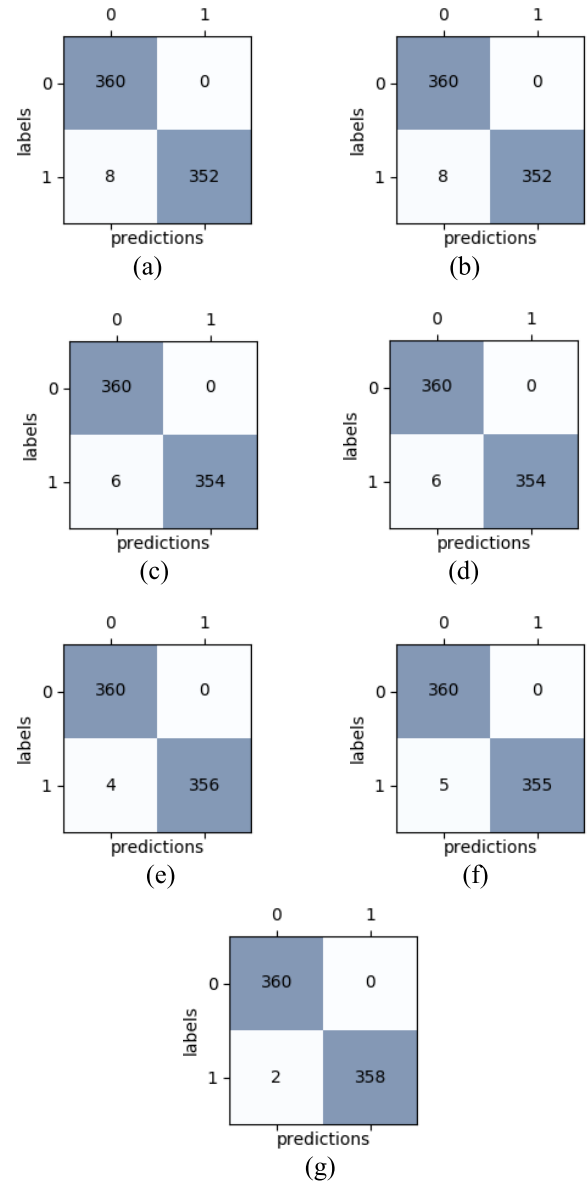 0 1 0 1
0 360 0 0 360 0
labels labels
1 8 352 1 8 352
predictions predictions
(a) (b)
0 1 0 1
0 360 0 0 360 0
labels labels
1 6 354 1 6 354
predictions predictions
(c) (d)
0 1 0 1
0 360 0 0 360 0
labels labels
1 4 356 1 5 355
predictions predictions
(e) (f)
0 1
0 360 0
labels
1 2 358
predictions
(g)